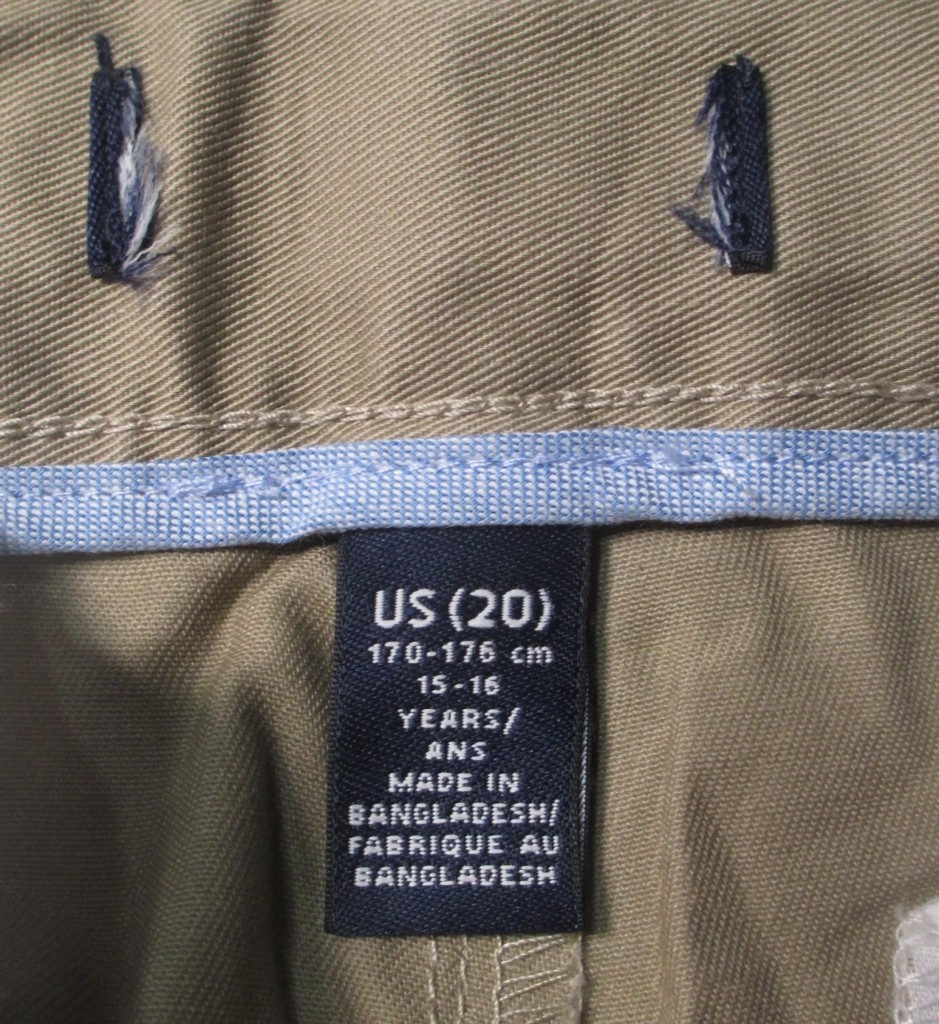 US (20)
170-176 cm
15-16
YEARS/
ANS
MADE IN
BANGLADESH/
FABRIQUE AU
BANGLADESH